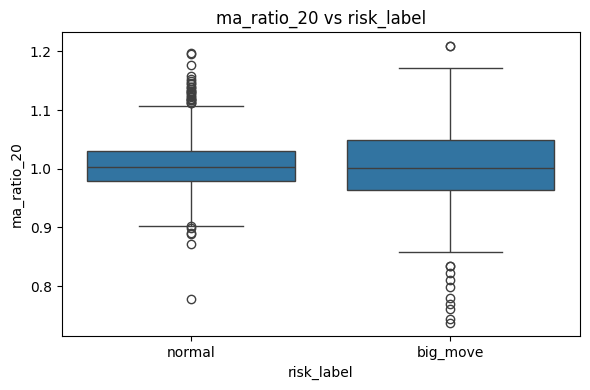 ma_ratio_20 vs risk_label
1.2
1.1
1.0
0.9
0.8
ma_ratio_20
normal
big_move
risk_label